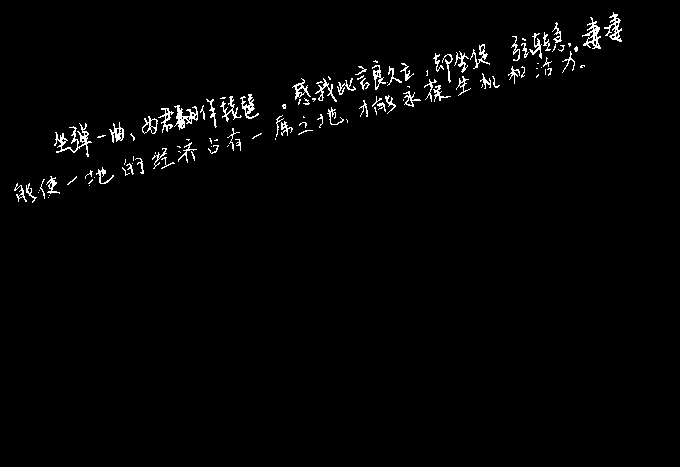 坐弹一曲、为君翻作琵琶。感我此言良久立,却坐促弦转急。凄凄
能使一地的经济占有一席之地,才能永葆生机和活力。